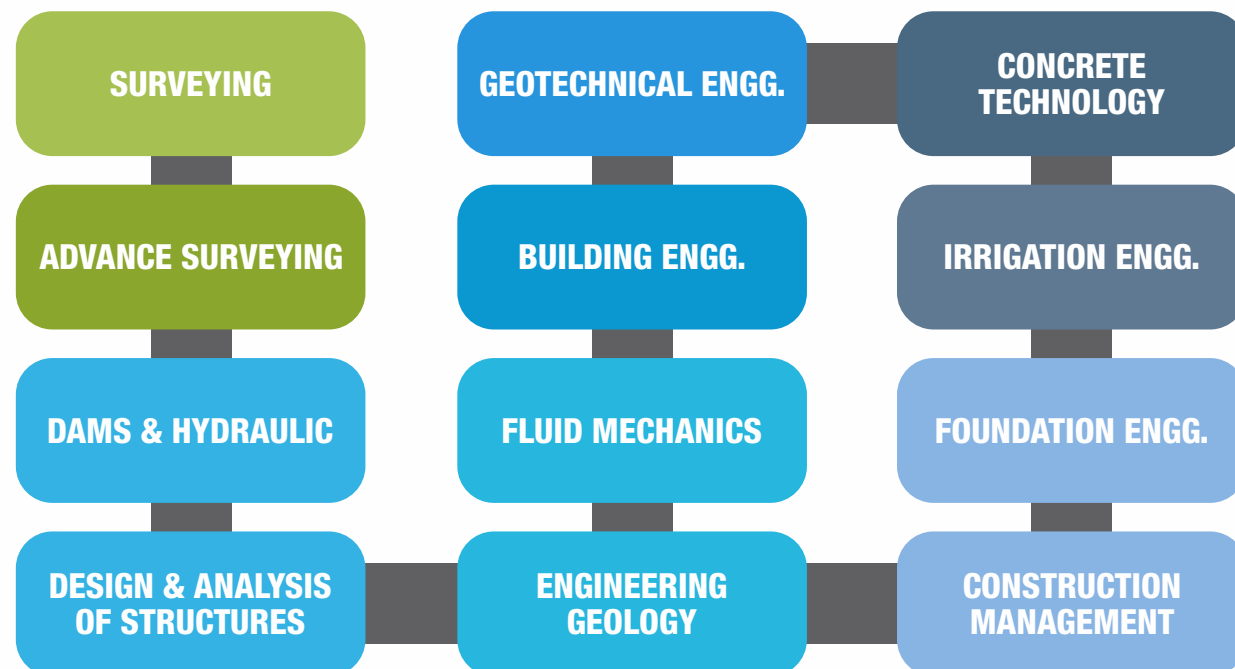 SURVEYING
ADVANCE SURVEYING
DAMS & HYDRAULIC
DESIGN & ANALYSIS
OF STRUCTURES
GEOTECHNICAL ENGG.
BUILDING ENGG.
FLUID MECHANICS
ENGINEERING
GEOLOGY
CONCRETE
TECHNOLOGY
IRRIGATION ENGG.
FOUNDATION ENGG.
CONSTRUCTION
MANAGEMENT